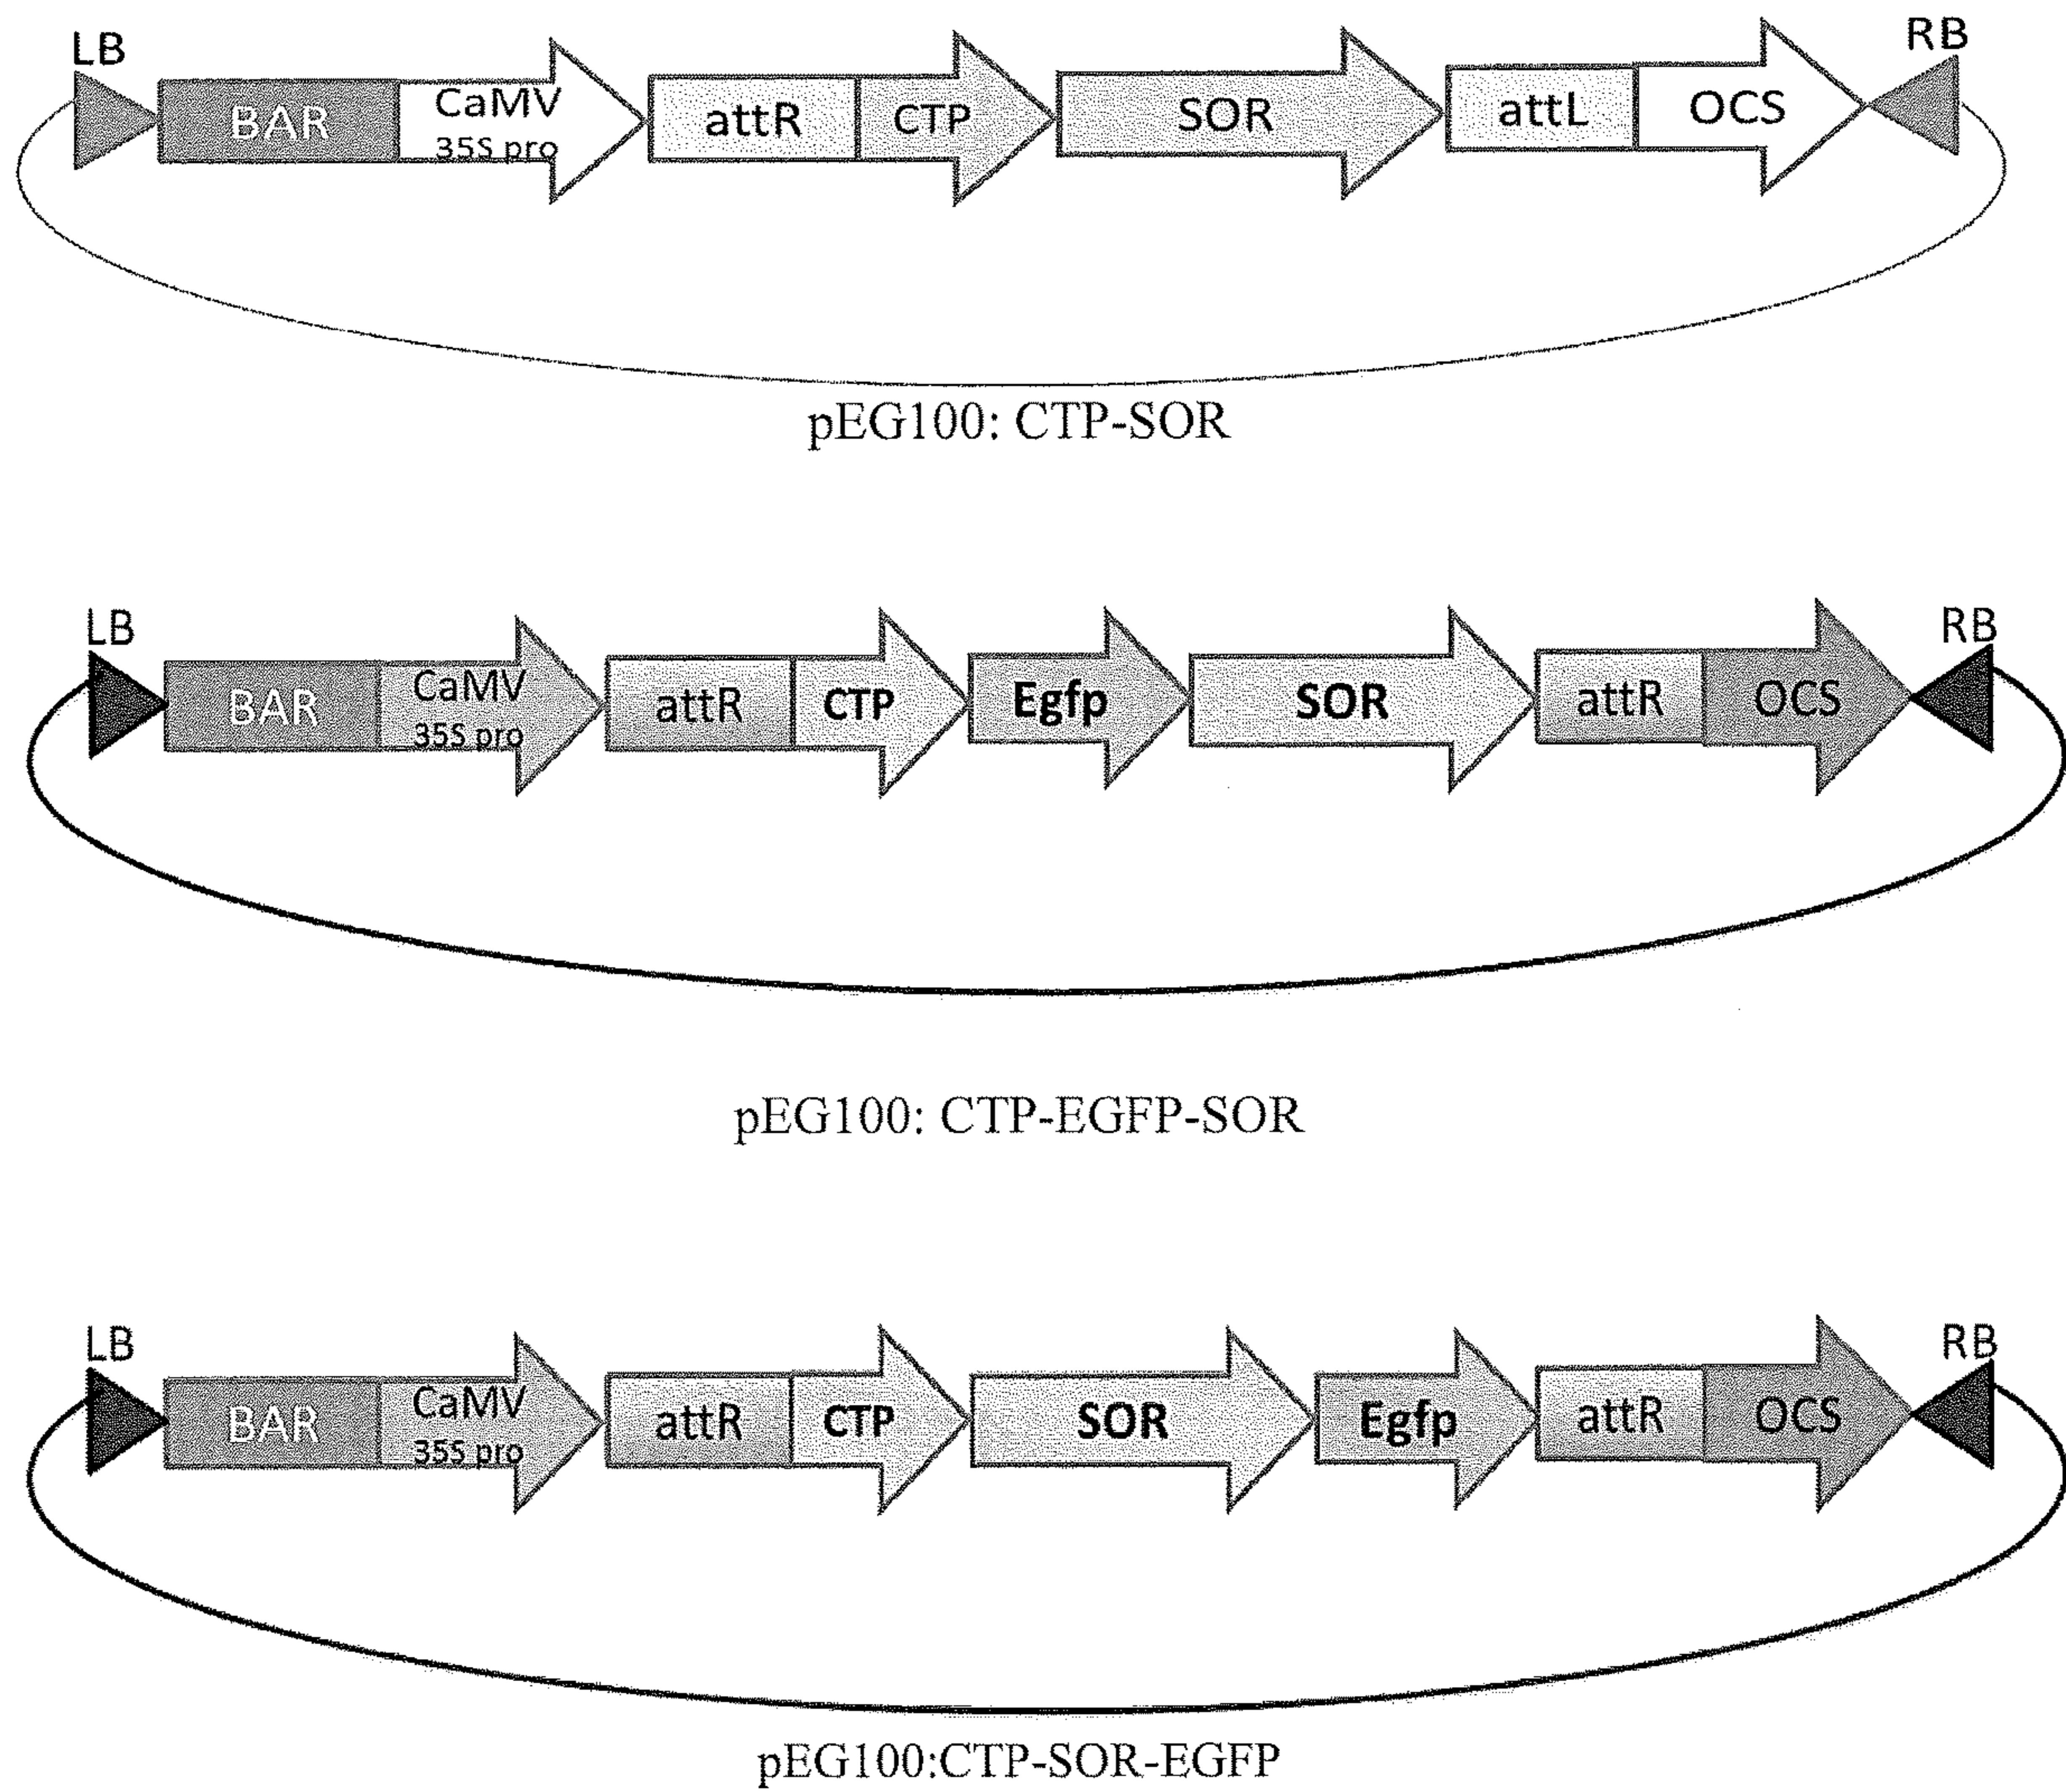 LB
RB
BAR
CaMV
35S pro
attR
CTP
SOR
attL
OCS
pEG100: CTP-SOR
LB
RB
BAR
CaMV
35S pro
attR
CTP
Egfp
SOR
attR
OCS
pEG100: CTP-EGFP-SOR
LB
RB
BAR
CaMV
35S pro
attR
CTP
SOR
Egfp
attR
OCS
pEG100:CTP-SOR-EGFP